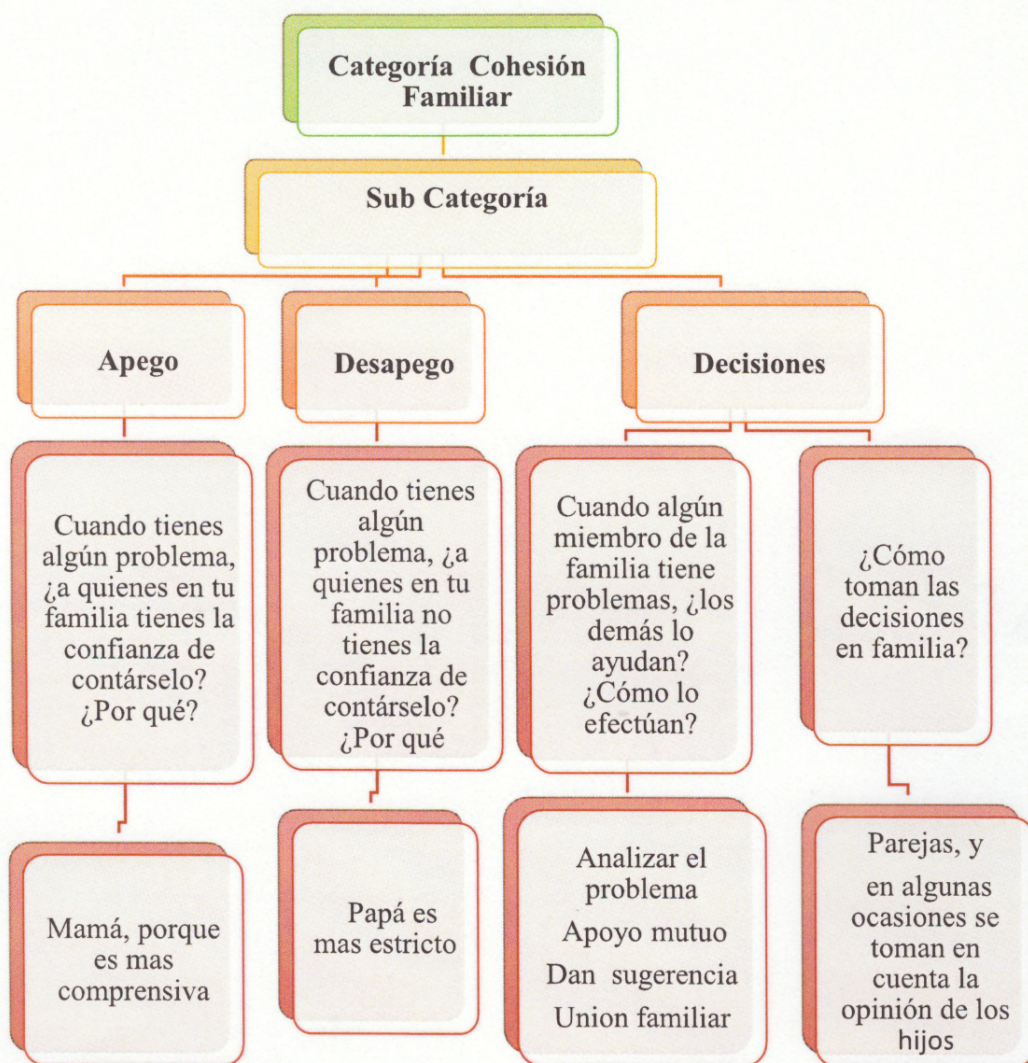 Categoría Cohesión
Familiar
Sub Categoría
Apego
Desapego
Decisiones
Cuando tienes
algún problema,
¿a quienes en tu
familia tienes la
confianza de
contárselo?
¿Por qué?
Cuando tienes
algún
problema, ¿a
quienes en tu
familia no
tienes la
confianza de
contárselo?
¿Por qué
Cuando algún
miembro de la
familia tiene
problemas, ¿los
demás lo
ayudan?
¿Cómo lo
efectúan?
¿Cómo
toman las
decisiones
en familia?
Mamá, porque
es mas
comprensiva
Papá es
mas estricto
Analizar el
problema
Apoyo mutuo
Dan sugerencia
Union familiar
Parejas, y
en algunas
ocasiones se
toman en
cuenta la
opinión de los
hijos